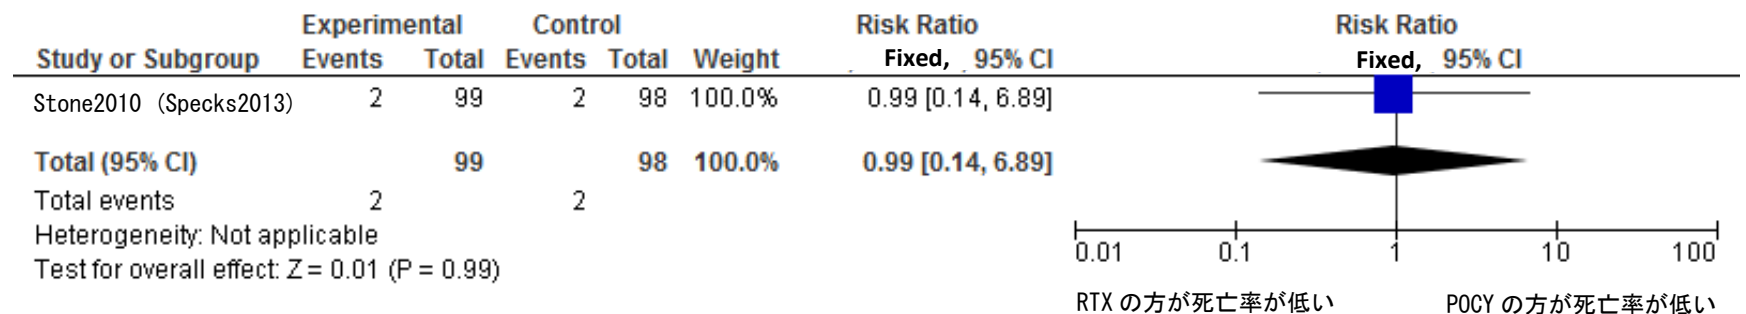 Experimental Control Risk Ratio Risk Ratio
Study or Subgroup Events Total Events Total Weight Fixed, 95% CI Fixed, 95% CI
Stone2010 (Specks2013) 2 99 2 98 100.0% 0.99 [0.14, 6.89]
Total (95% CI) 99 98 100.0% 0.99 [0.14, 6.89]
Total events 2 2
Heterogeneity: Not applicable
Test for overall effect: Z = 0.01 (P = 0.99)
0.01 0.1 1 10 100
RTX の方が死亡率が低い POCY の方が死亡率が低い